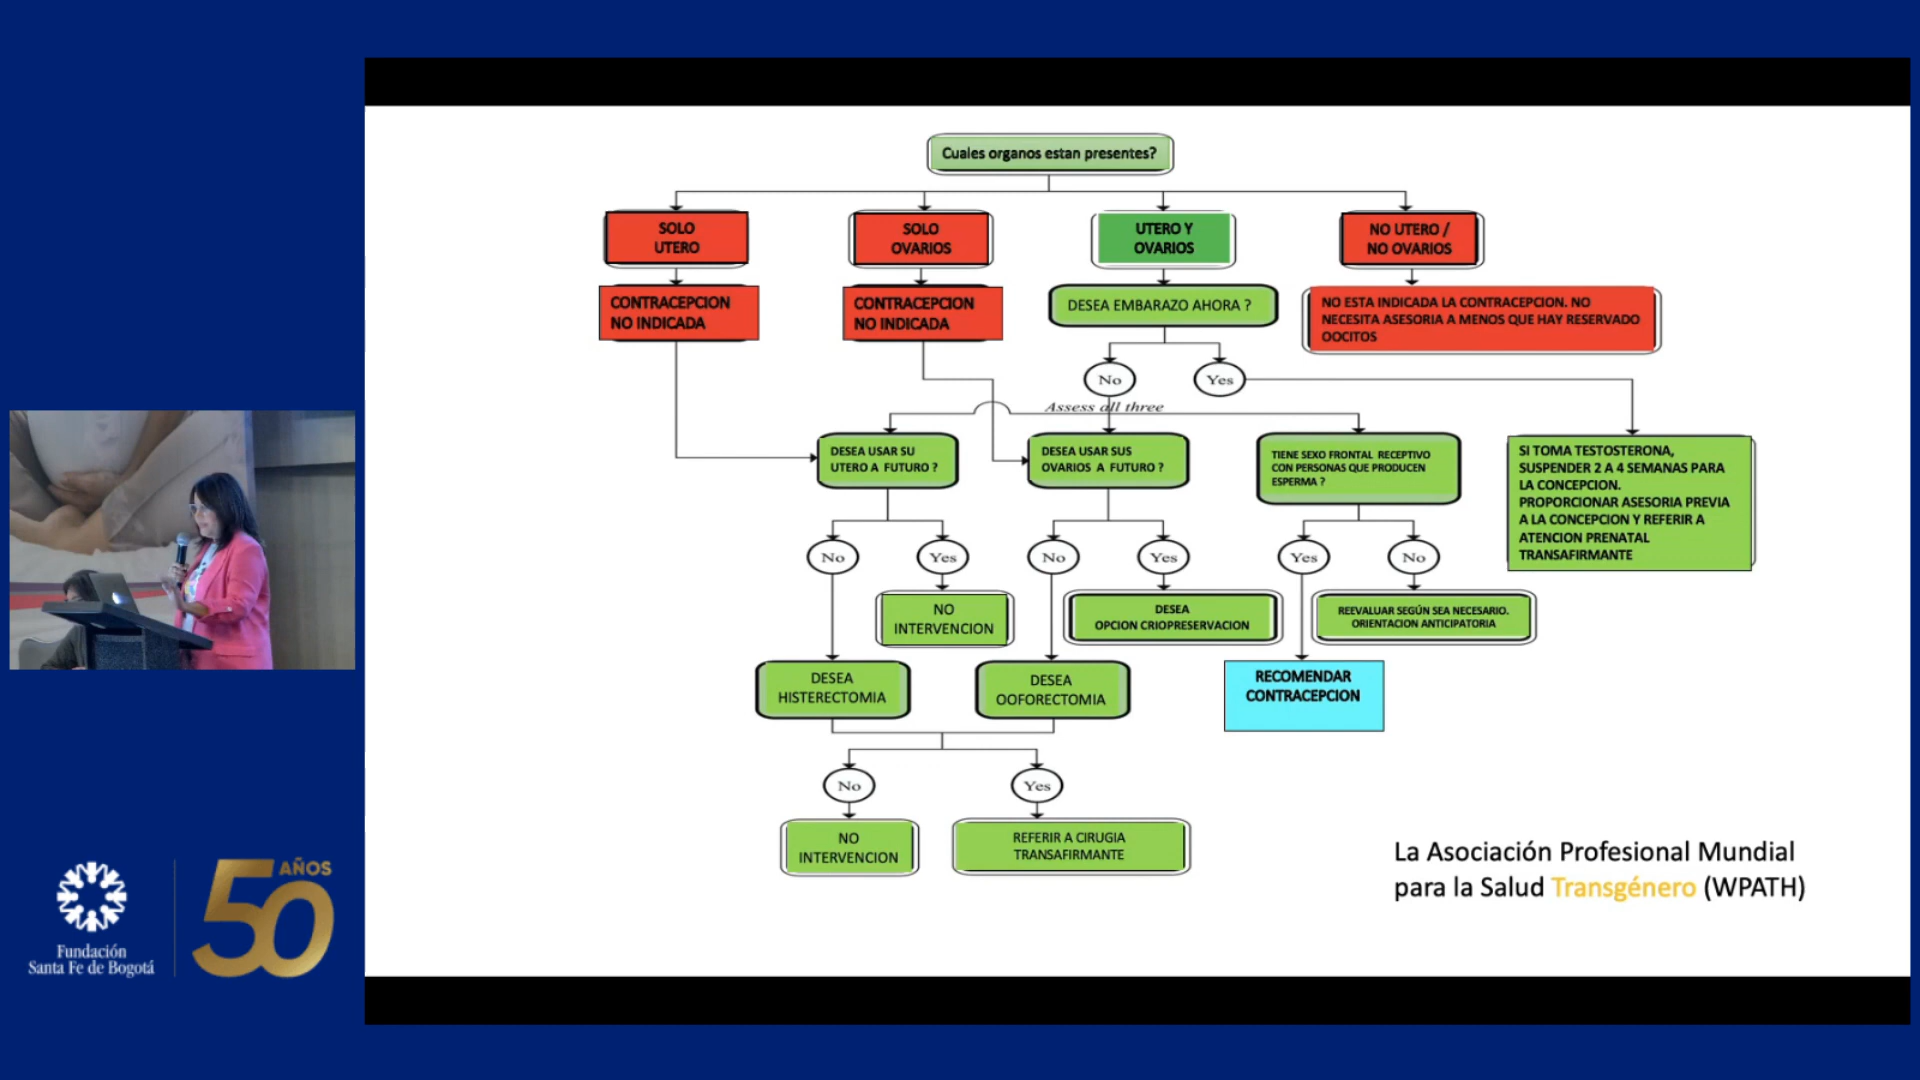 Cuales organos estan presentes?
SOLO
UTERO
SOLO
OVARIOS
UTERO Y
OVARIOS
NO UTERO /
NO OVARIOS
CONTRACEPCION
NO INDICADA
CONTRACEPCION
NO INDICADA
DESEA EMBARAZO AHORA ?
NO ESTA INDICADA LA CONTRACEPCION. NO
NECESITA ASESORIA A MENOS QUE HAY RESERVADO
OOCITOS
No
Yes
Assess all three
DESEA USAR SU
UTERO A FUTURO ?
DESEA USAR SUS
OVARIOS A FUTURO ?
TIENE SEXO FRONTAL RECEPTIVO
CON PERSONAS QUE PRODUCEN
ESPERMA ?
SI TOMA TESTOSTERONA,
SUSPENDER 2 A 4 SEMANAS PARA
LA CONCEPCION.
PROPORCIONAR ASESORIA PREVIA
A LA CONCEPCION Y REFERIR A
ATENCION PRENATAL
TRANSAFIRMANTE
No
Yes
No
Yes
Yes
No
NO
INTERVENCION
DESEA
OPCION CRIOPRESERVACION
REEVALUAR SEGÚN SEA NECESARIO.
ORIENTACION ANTICIPATORIA
DESEA
HISTERECTOMIA
DESEA
OOFORECTOMIA
RECOMENDAR
CONTRACEPCION
No
Yes
NO
INTERVENCION
REFERIR A CIRUGIA
TRANSAFIRMANTE
La Asociación Profesional Mundial
para la Salud Transgénero (WPATH)
Fundación
Santa Fe de Bogotá
50 AÑOS